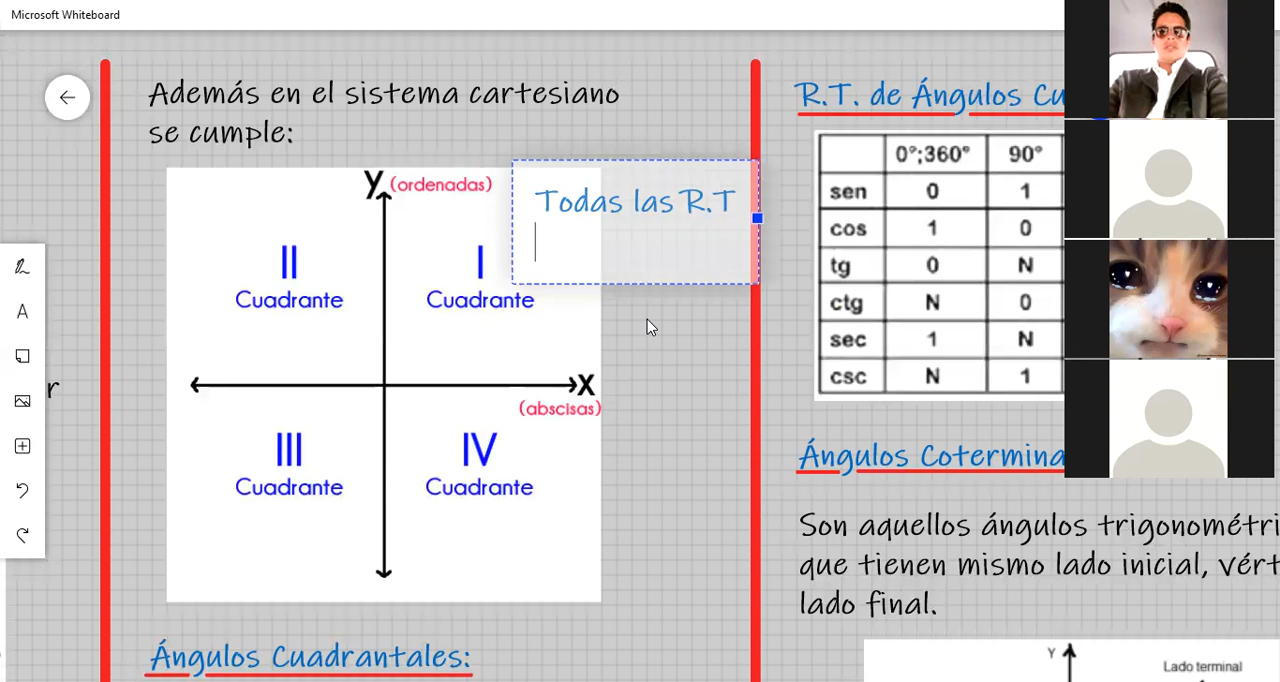 Microsoft Whiteboard
Además en el sistema cartesiano
se cumple:
Y (ordenadas)
Todas las R.T
II
Cuadrante
I
Cuadrante
X
(abscisas)
III
Cuadrante
IV
Cuadrante
r
Ángulos Cuadrantales:
R.T. de Ángulos Cu
0°;360° 90°
sen 0 1
cos 1 0
tg 0 N
ctg N 0
sec 1 N
csc N 1
Ángulos Cotermina
Son aquellos ángulos trigonométri
que tienen mismo lado inicial, vért
lado final.
Y
Lado terminal